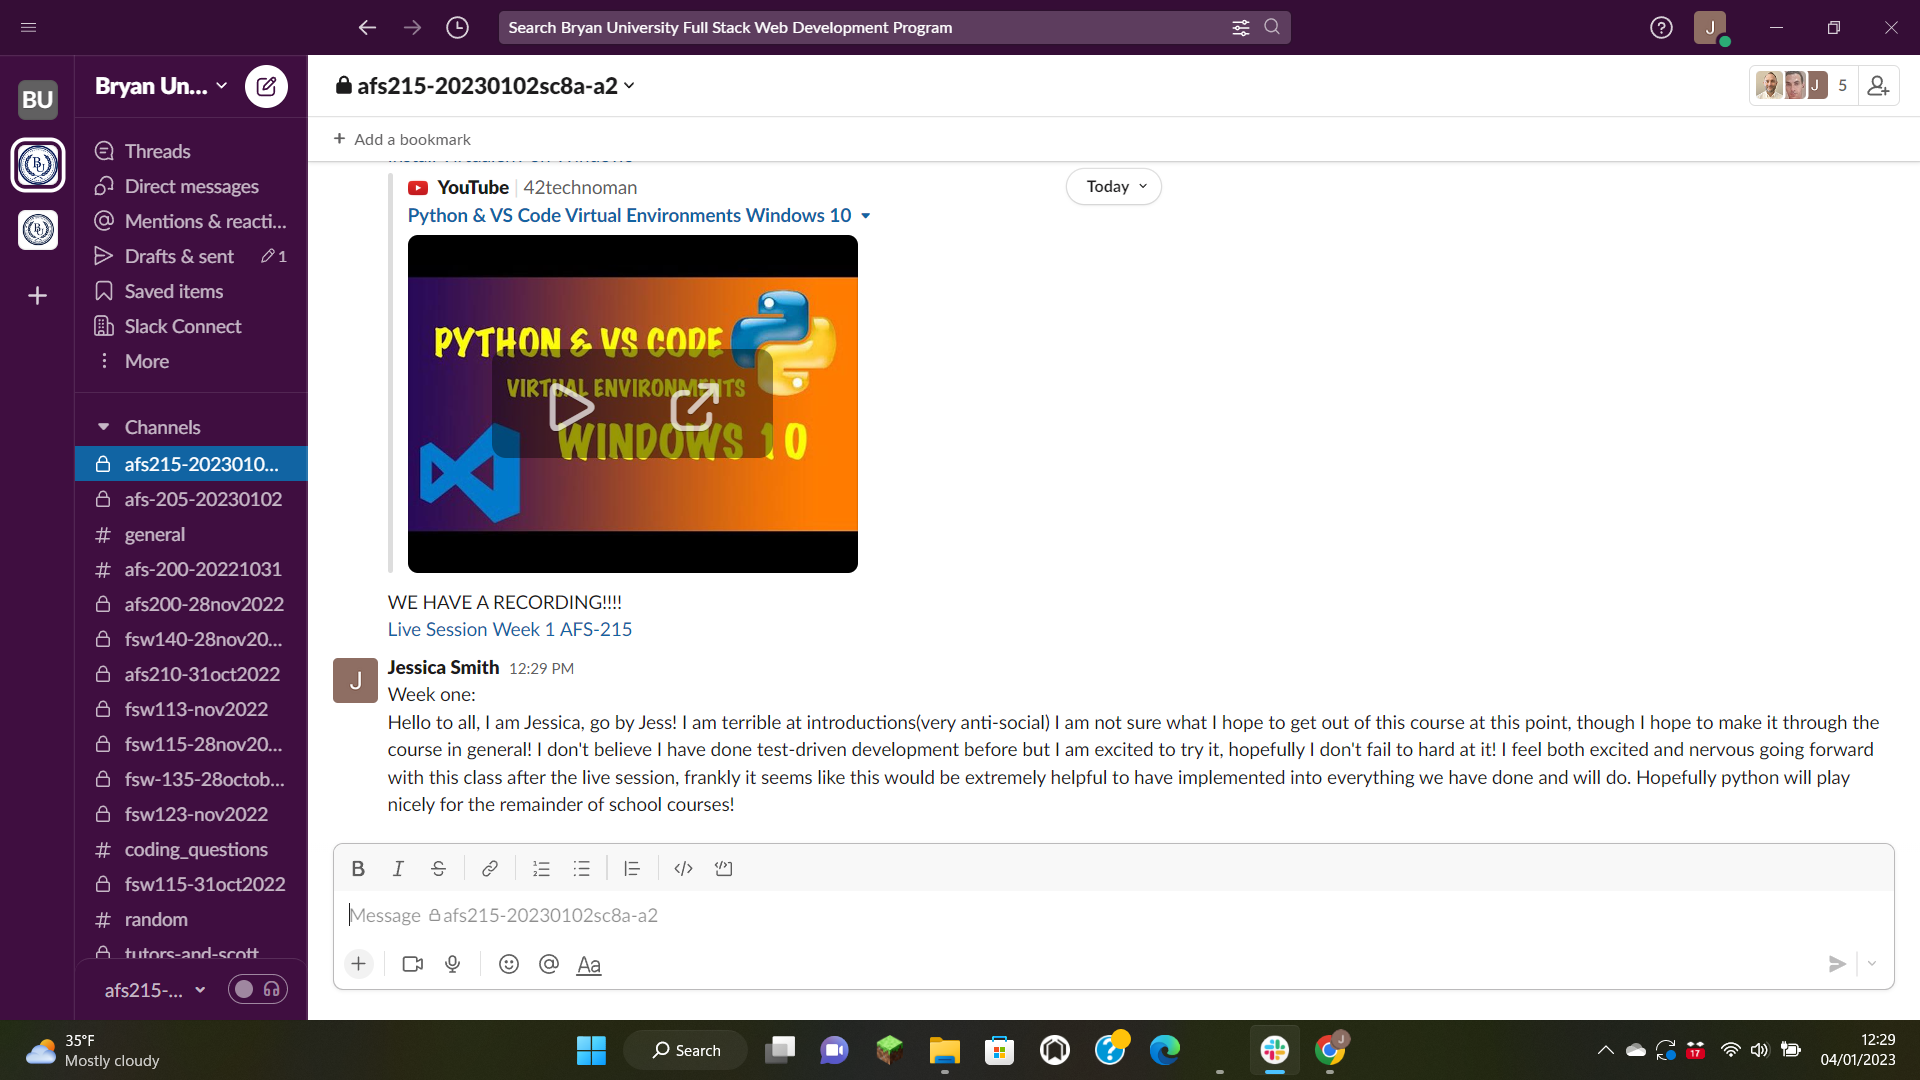 Search Bryan University Full Stack Web Development Program
J
BU
Bryan Un...
Threads
Direct messages
Mentions & reacti...
Drafts & sent 1
Saved items
Slack Connect
More
Channels
afs215-2023010...
afs-205-20230102
general
afs-200-20221031
afs200-28nov2022
fsw140-28nov20...
afs210-31oct2022
fsw113-nov2022
fsw115-28nov20...
fsw-135-28octob...
fsw123-nov2022
coding_questions
fsw115-31oct2022
random
tutors-and-scott
afs215-...
afs215-20230102sc8a-a2
J 5
+ Add a bookmark
Today
YouTube 42technoman
Python & VS Code Virtual Environments Windows 10
PYTHON & VS CODE
VIRTUAL ENVIRONMENTS
WINDOWS 10
WE HAVE A RECORDING!!!!
Live Session Week 1 AFS-215
J
Jessica Smith 12:29 PM
Week one:
Hello to all, I am Jessica, go by Jess! I am terrible at introductions(very anti-social) I am not sure what I hope to get out of this course at this point, though I hope to make it through the
course in general! I don't believe I have done test-driven development before but I am excited to try it, hopefully I don't fail to hard at it! I feel both excited and nervous going forward
with this class after the live session, frankly it seems like this would be extremely helpful to have implemented into everything we have done and will do. Hopefully python will play
nicely for the remainder of school courses!
B I S
Message afs215-20230102sc8a-a2
Aa
35°F
Mostly cloudy
Search
J
17
12:29
04/01/2023